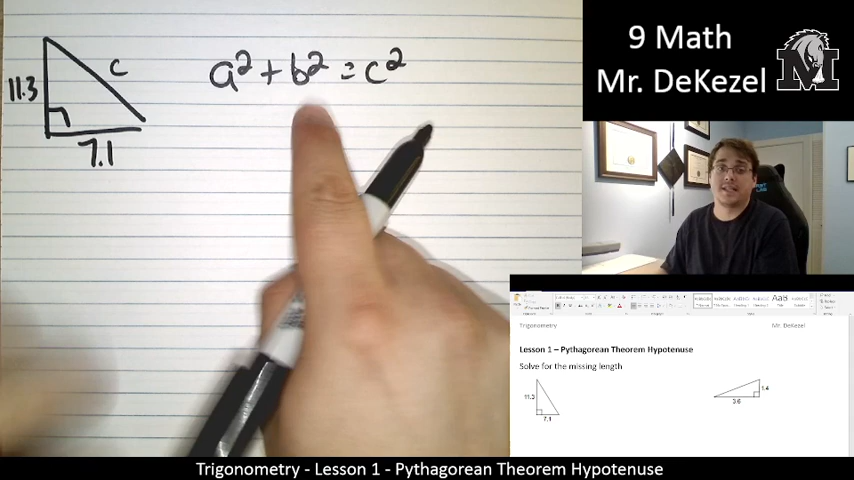 11.3
c
7.1
a² + b² = c²
9 Math
Mr. DeKezel
M
Trigonometry
Mr. DeKezel
Lesson 1 – Pythagorean Theorem Hypotenuse
Solve for the missing length
11.3
7.1
1.4
3.6
Trigonometry - Lesson 1 - Pythagorean Theorem Hypotenuse